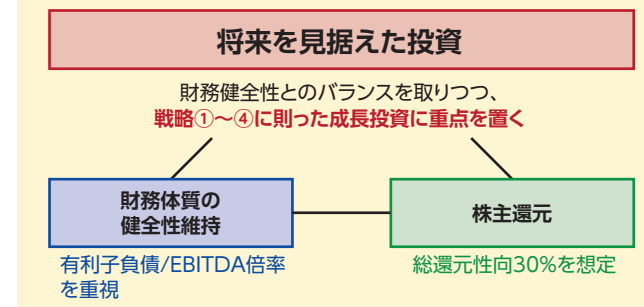 将来を見据えた投資
財務健全性とのバランスを取りつつ、
戦略①～④に則った成長投資に重点を置く
財務体質の
健全性維持
株主還元
有利子負債/EBITDA倍率
を重視
総還元性向30%を想定